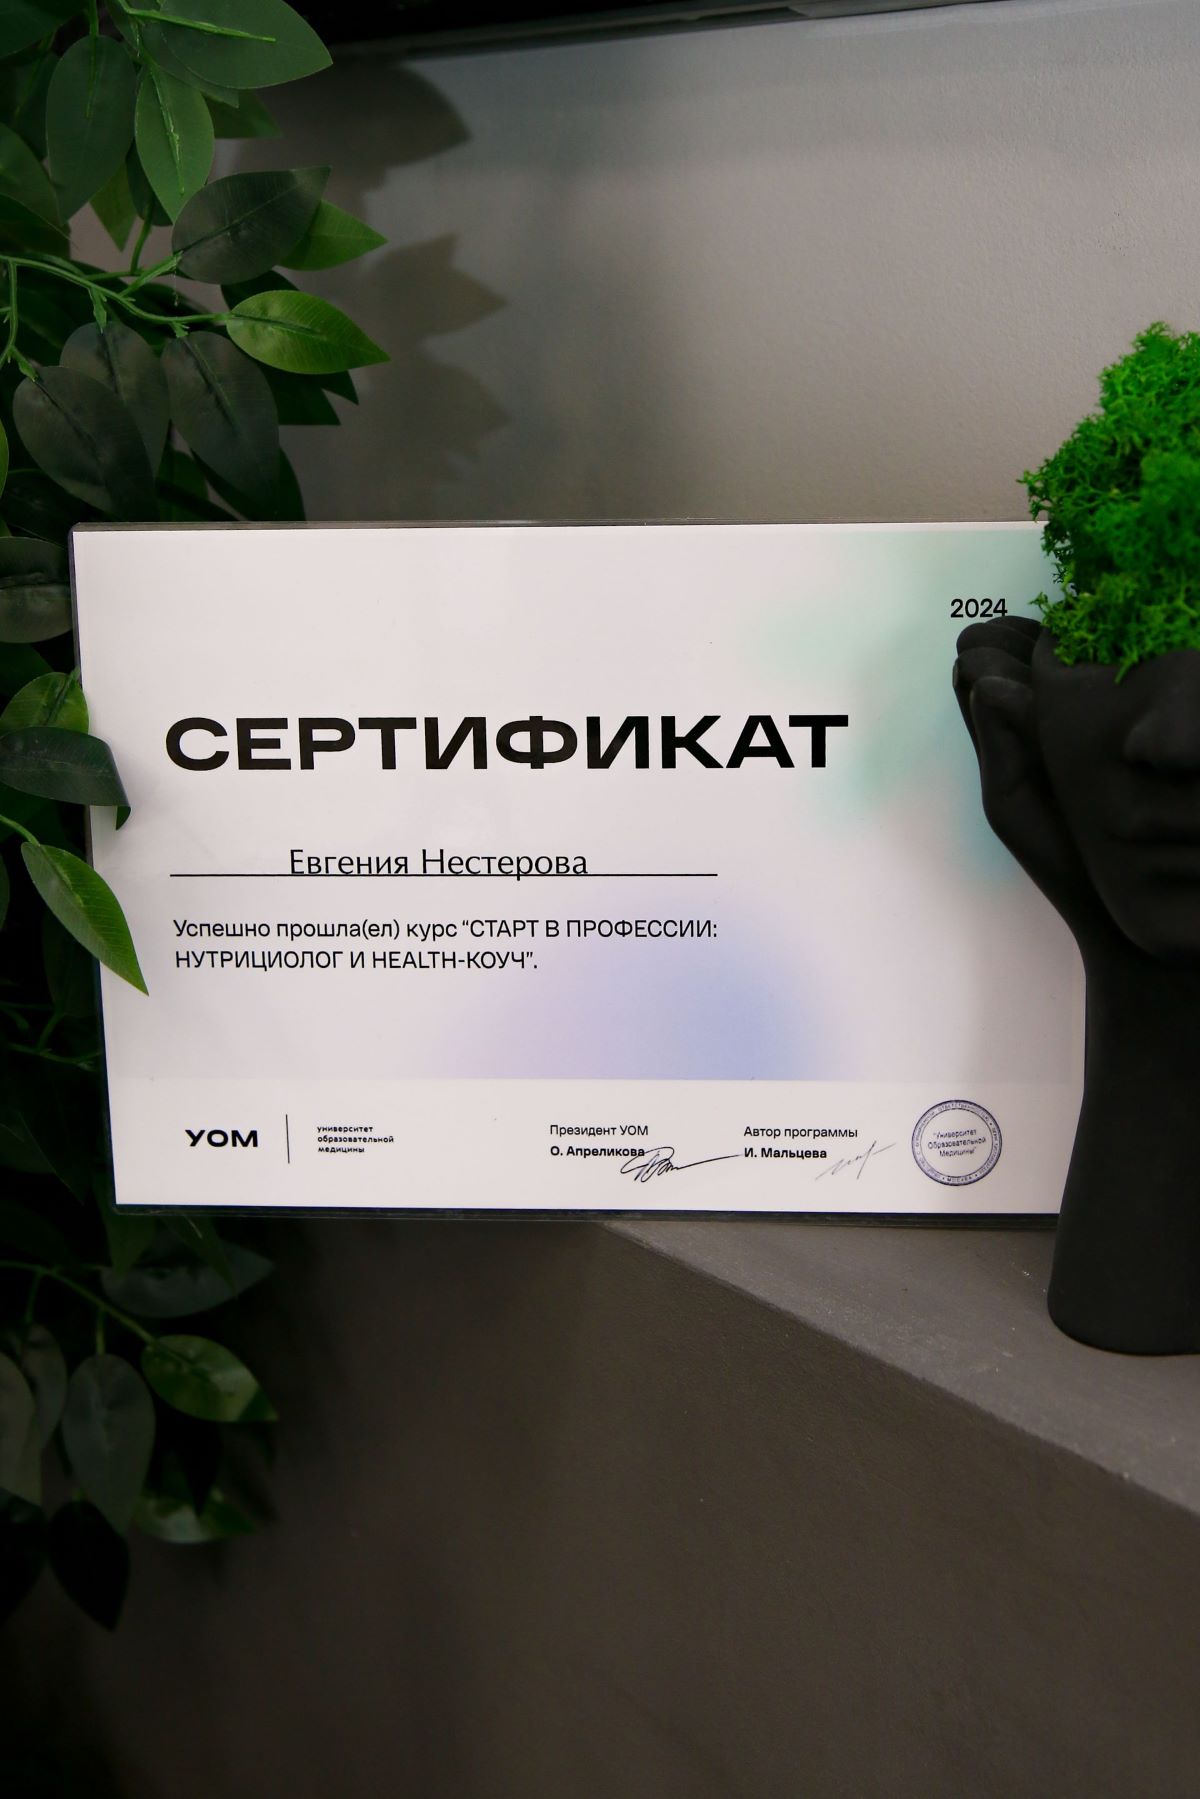 2024
СЕРТИФИКАТ
Евгения Нестерова
Успешно прошла(ел) курс “СТАРТ В ПРОФЕССИИ:
НУТРИЦИОЛОГ И HEALTH-КОУЧ”.
УОМ
университет
образовательной
медицины
Президент УОМ
О. Апреликова
Автор программы
И. Мальцева
"Университет
Образовательной
Медицины"
МОСКВА